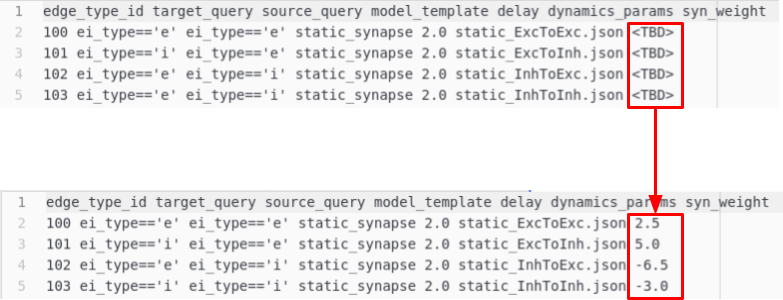 1 edge_type_id target_query source_query model_template delay dynamics_params syn_weight
2 100 ei_type=='e' ei_type=='e' static_synapse 2.0 static_ExcToExc.json <TBD>
3 101 ei_type=='i' ei_type=='e' static_synapse 2.0 static_ExcToInh.json <TBD>
4 102 ei_type=='e' ei_type=='i' static_synapse 2.0 static_InhToExc.json <TBD>
5 103 ei_type=='i' ei_type=='i' static_synapse 2.0 static_InhToInh.json <TBD>
1 edge_type_id target_query source_query model_template delay dynamics_params syn_weight
2 100 ei_type=='e' ei_type=='e' static_synapse 2.0 static_ExcToExc.json 2.5
3 101 ei_type=='i' ei_type=='e' static_synapse 2.0 static_ExcToInh.json 5.0
4 102 ei_type=='e' ei_type=='i' static_synapse 2.0 static_InhToExc.json -6.5
5 103 ei_type=='i' ei_type=='i' static_synapse 2.0 static_InhToInh.json -3.0